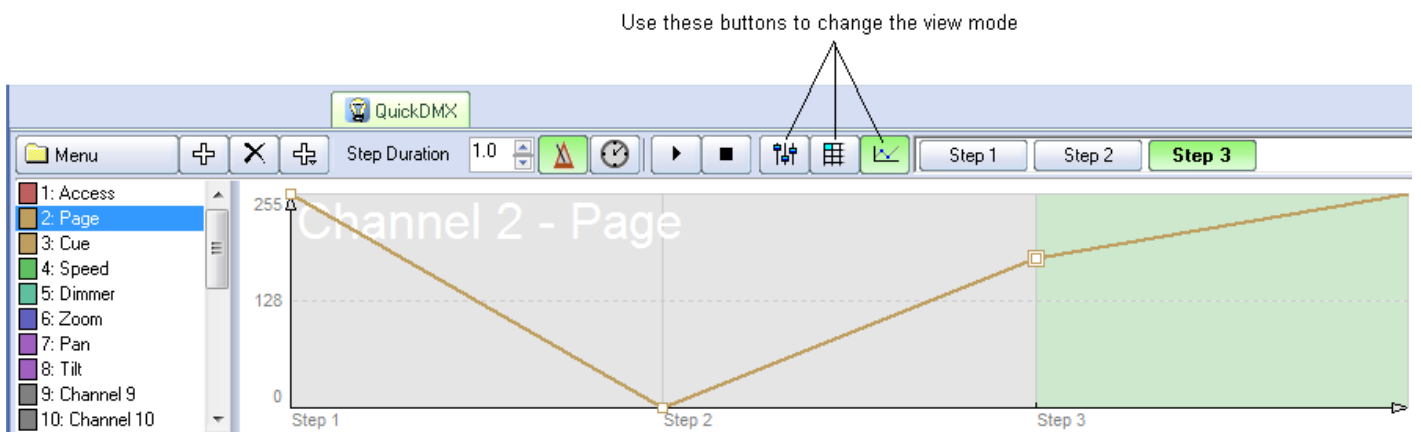 Use these buttons to change the view mode
QuickDMX
Menu
Step Duration
1.0
Step 1
Step 2
Step 3
1: Access
2: Page
3: Cue
4: Speed
5: Dimmer
6: Zoom
7: Pan
8: Tilt
9: Channel 9
10: Channel 10
Channel 2 - Page
255
128
0
Step 1
Step 2
Step 3